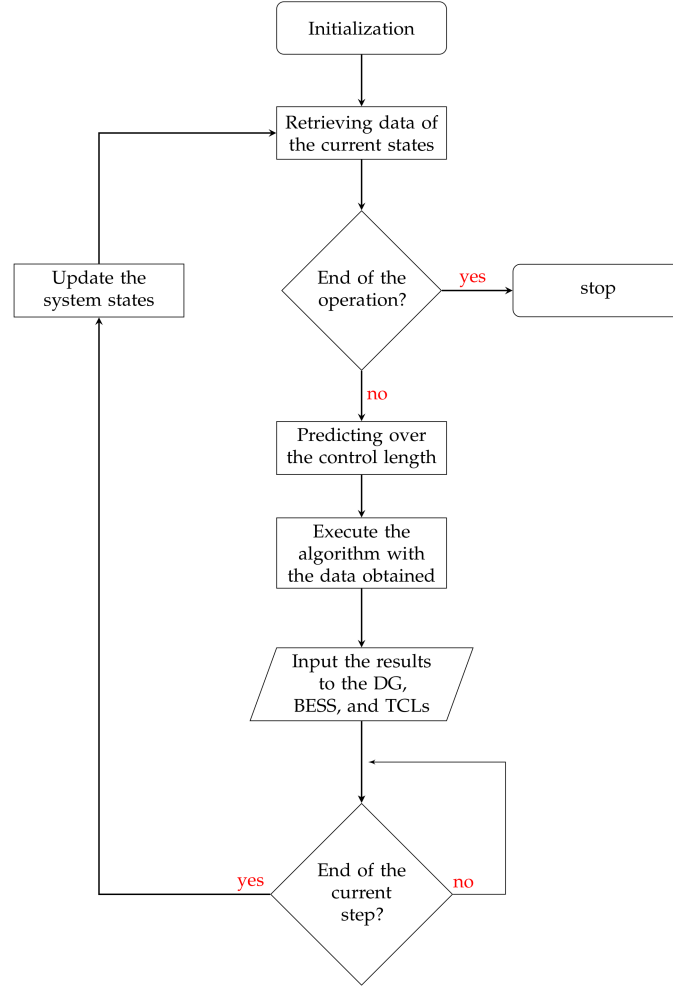 Initialization
Retrieving data of
the current states
Update the
system states
End of the
operation?
yes
stop
no
Predicting over
the control length
Execute the
algorithm with
the data obtained
Input the results
to the DG,
BESS, and TCLs
yes
End of the
current
step?
no